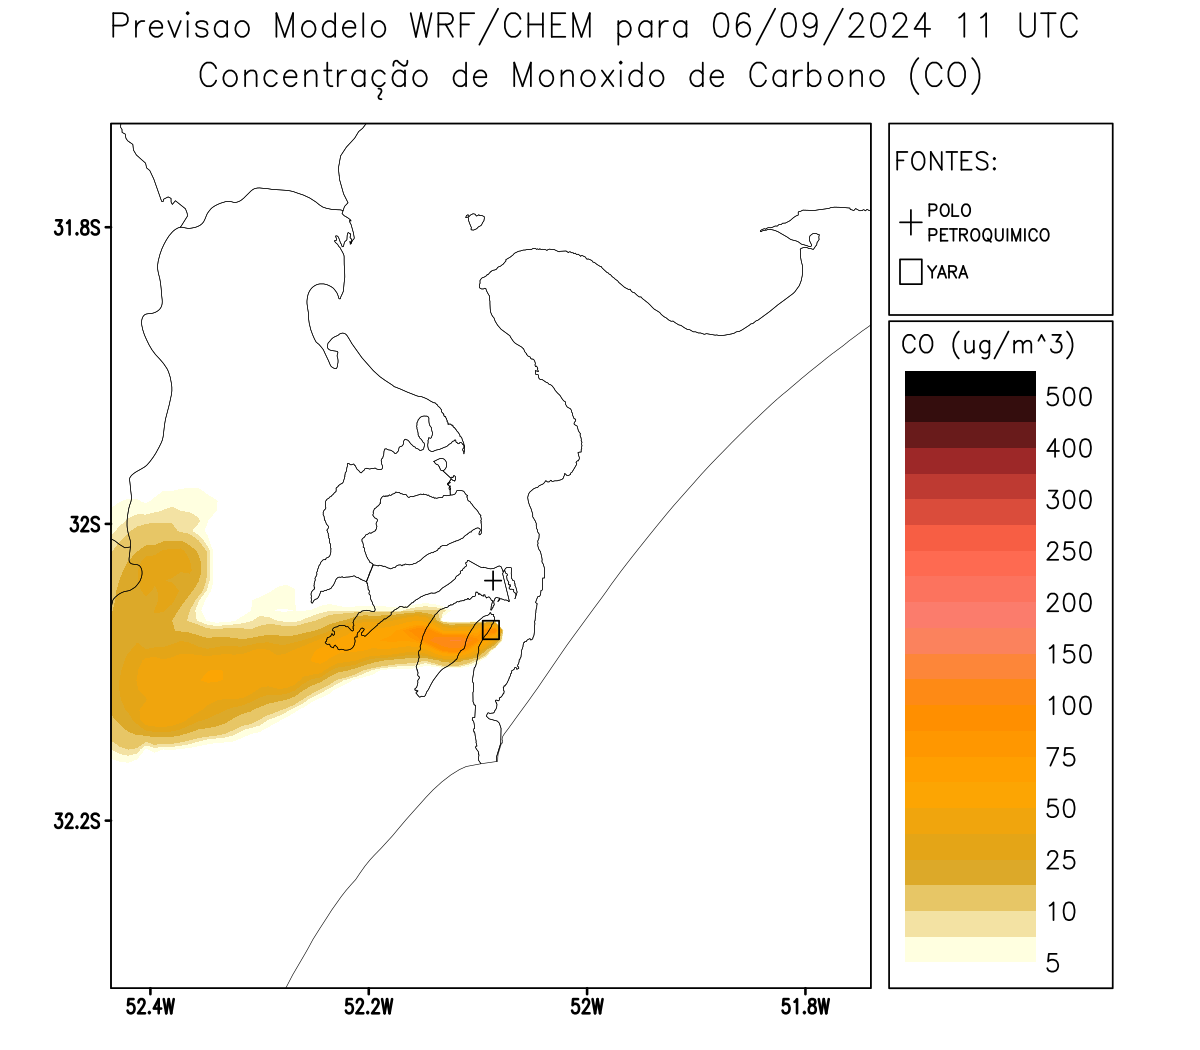 Previsao Modelo WRF/CHEM para 06/09/2024 11 UTC
Concentração de Monoxido de Carbono (CO)
FONTES:
POLO
PETROQUIMICO
YARA
CO (ug/m^3)
500
400
300
250
200
150
100
75
50
25
10
5
31.8S
32S
32.2S
52.4W
52.2W
52W
51.8W